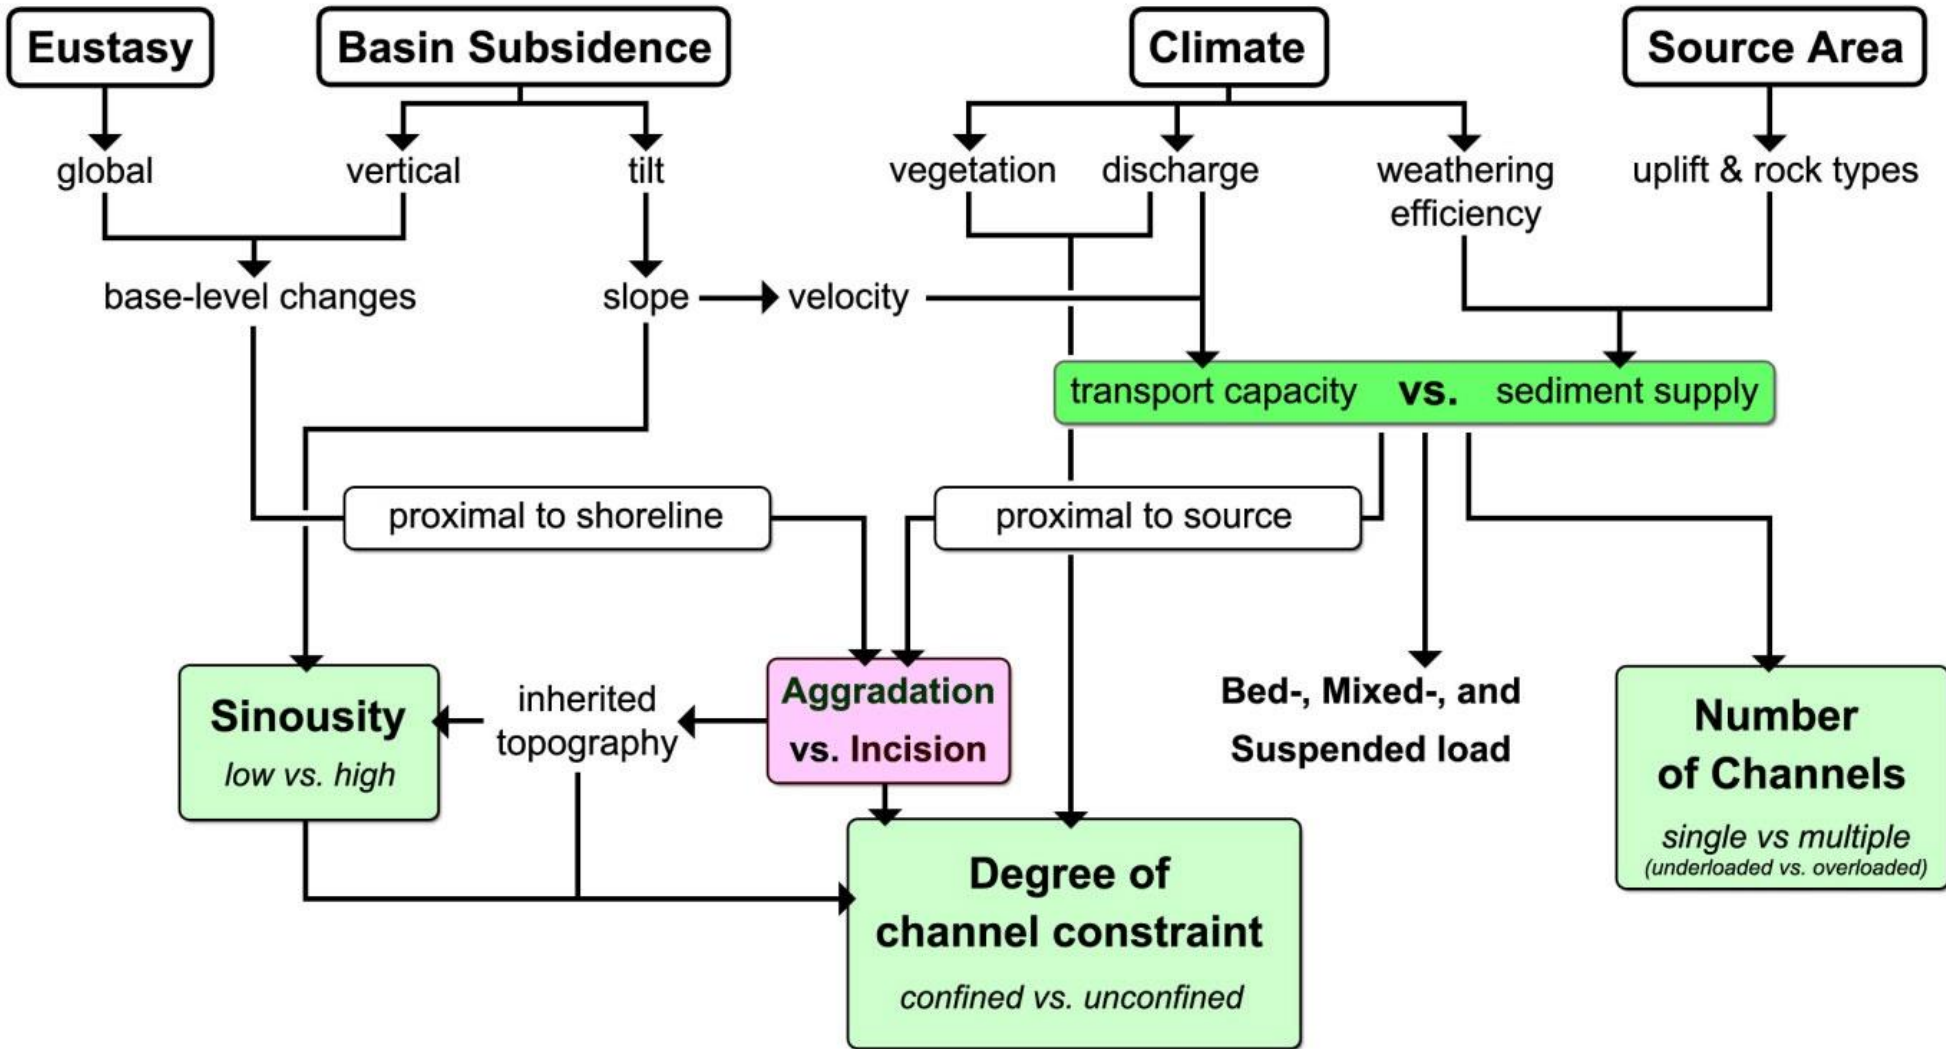 Eustasy
Basin Subsidence
Climate
Source Area
global
vertical
tilt
vegetation
discharge
weathering
efficiency
uplift & rock types
base-level changes
slope
velocity
transport capacity vs. sediment supply
proximal to shoreline
proximal to source
Sinousity
low vs. high
inherited
topography
Aggradation
vs. Incision
Bed-, Mixed-, and
Suspended load
Number
of Channels
single vs multiple
(underloaded vs. overloaded)
Degree of
channel constraint
confined vs. unconfined